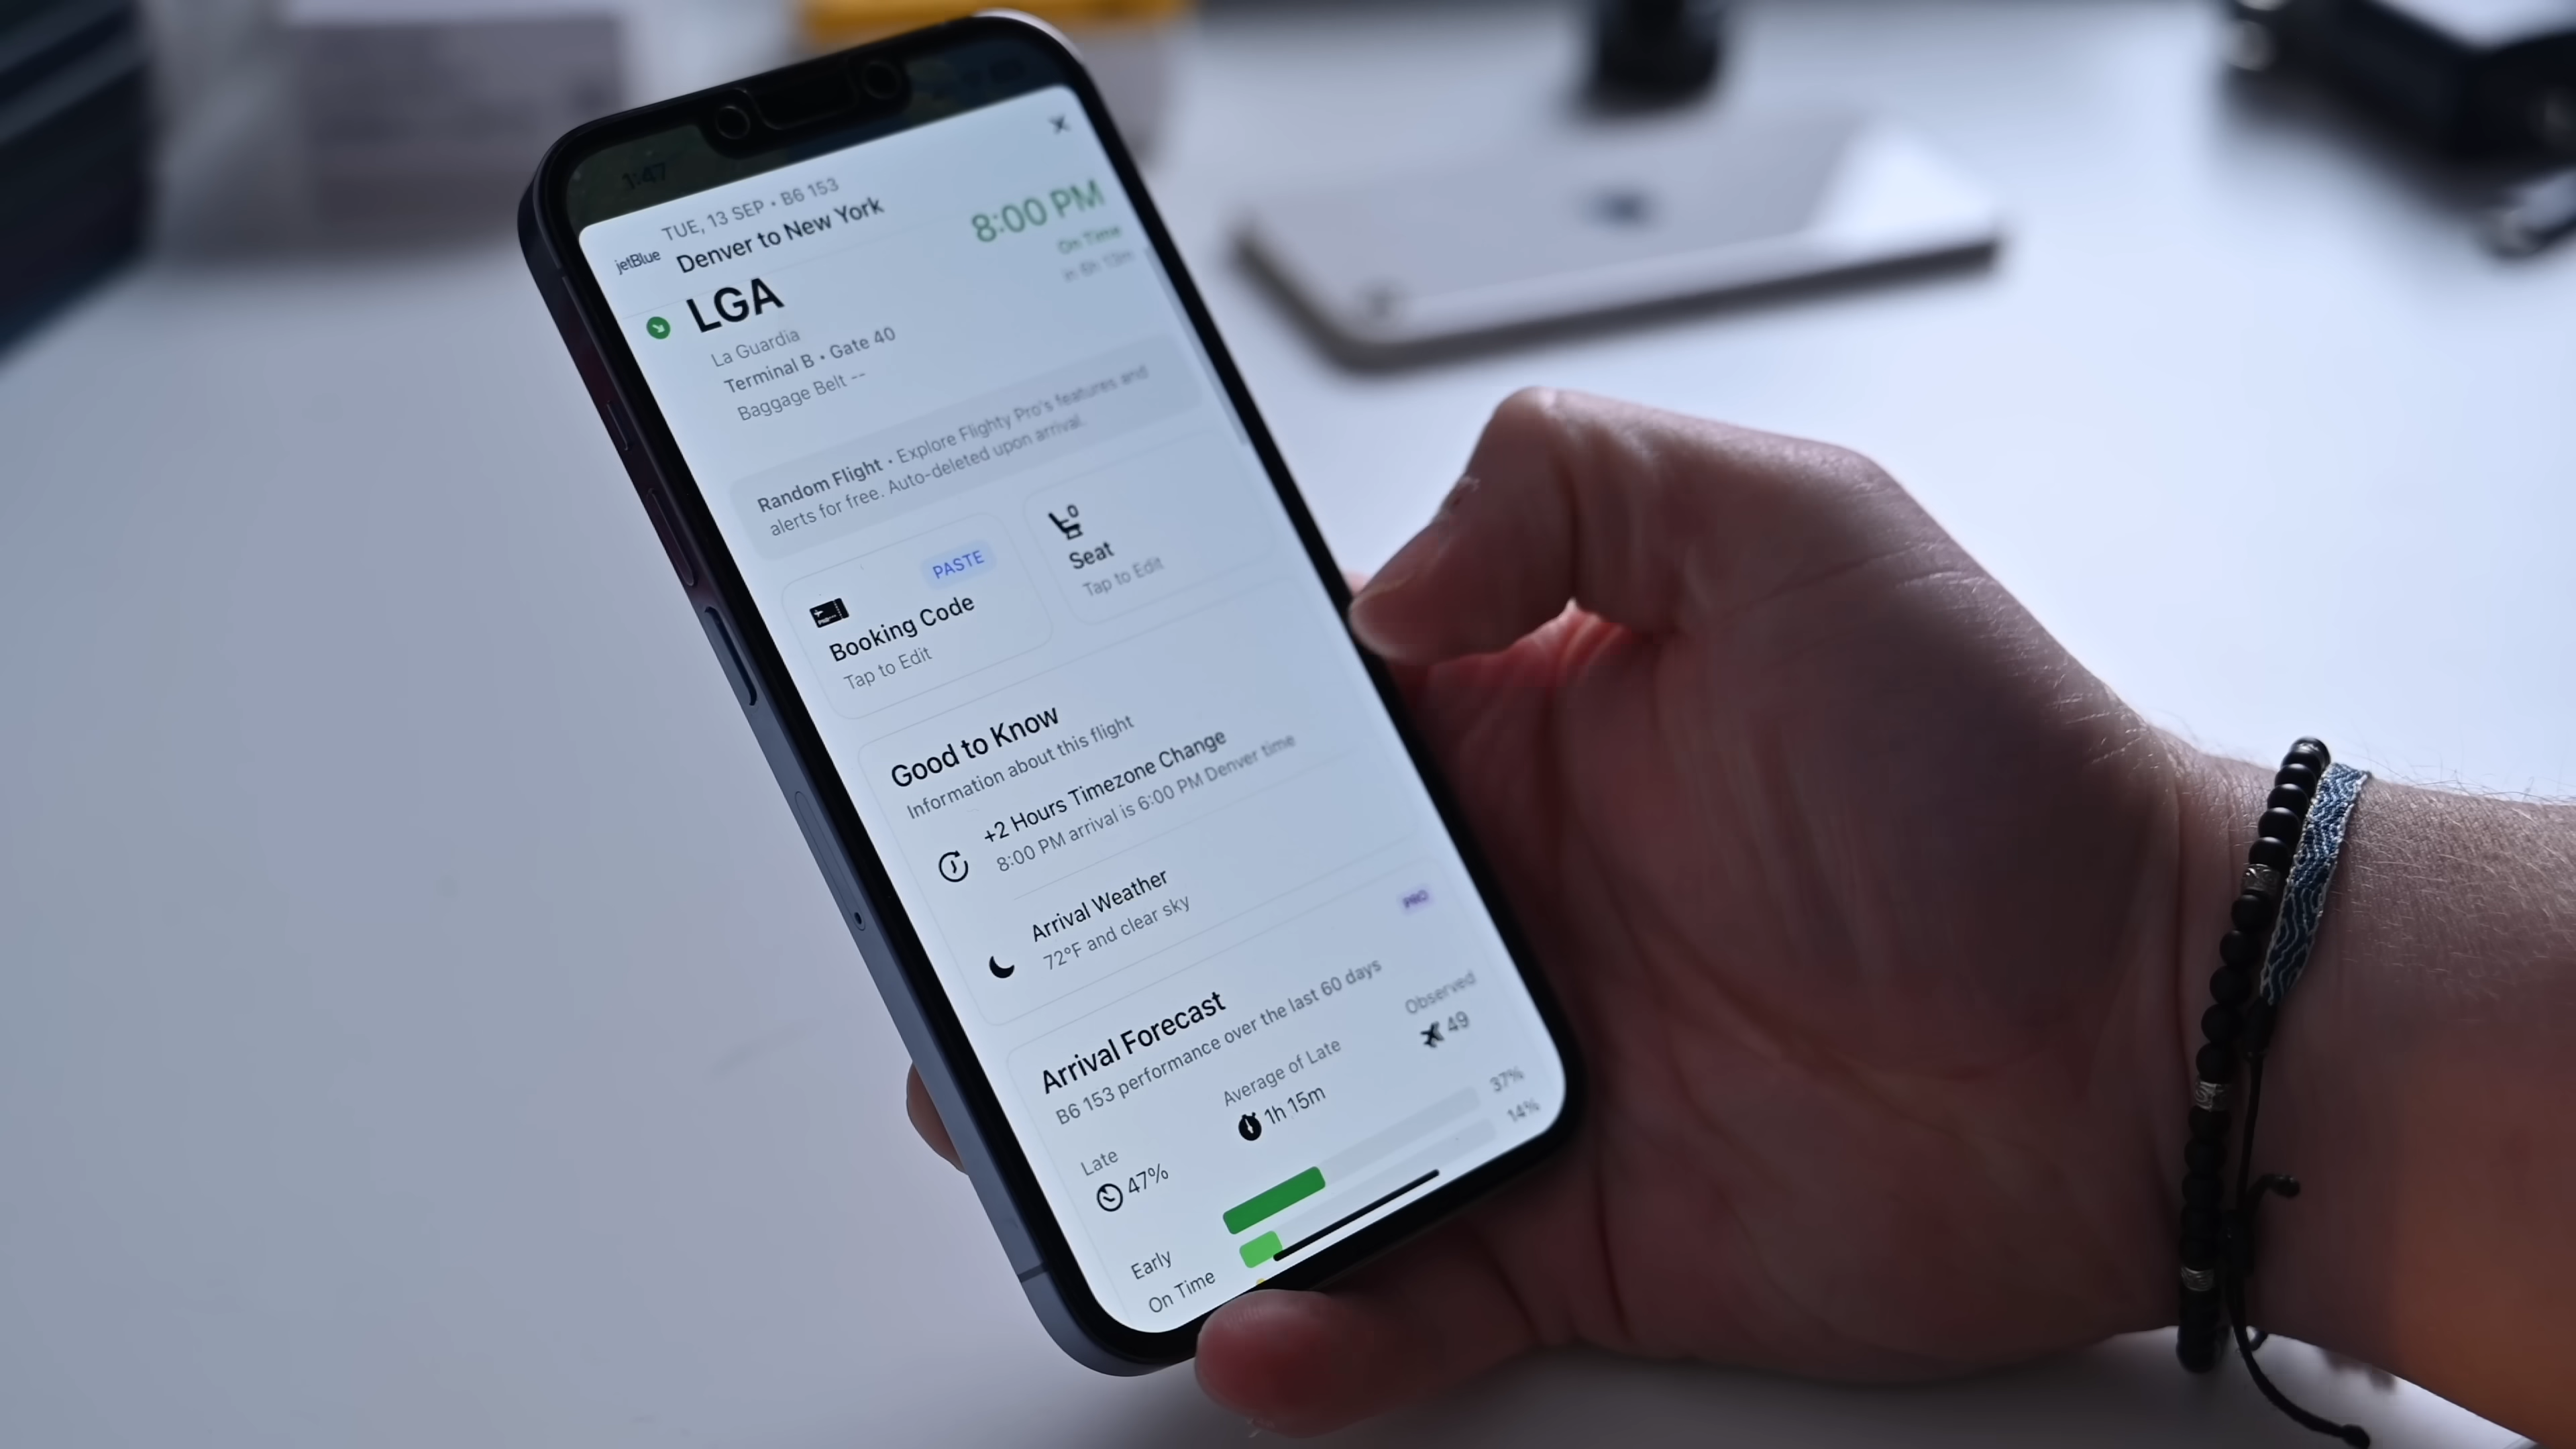 1:47
TUE, 13 SEP • B6 153
jetBlue
Denver to New York
LGA
8:00 PM
On Time
in 6h 13m
La Guardia
Terminal B • Gate 40
Baggage Belt --
Random Flight • Explore Flighty Pro's features and
alerts for free. Auto-deleted upon arrival.
PASTE
Booking Code
Tap to Edit
Seat
Tap to Edit
Good to Know
Information about this flight
+2 Hours Timezone Change
8:00 PM arrival is 6:00 PM Denver time
Arrival Weather
72°F and clear sky
PRO
Arrival Forecast
B6 153 performance over the last 60 days
Late
47%
Average of Late
1h 15m
Observed
49
Early
37%
On Time
14%